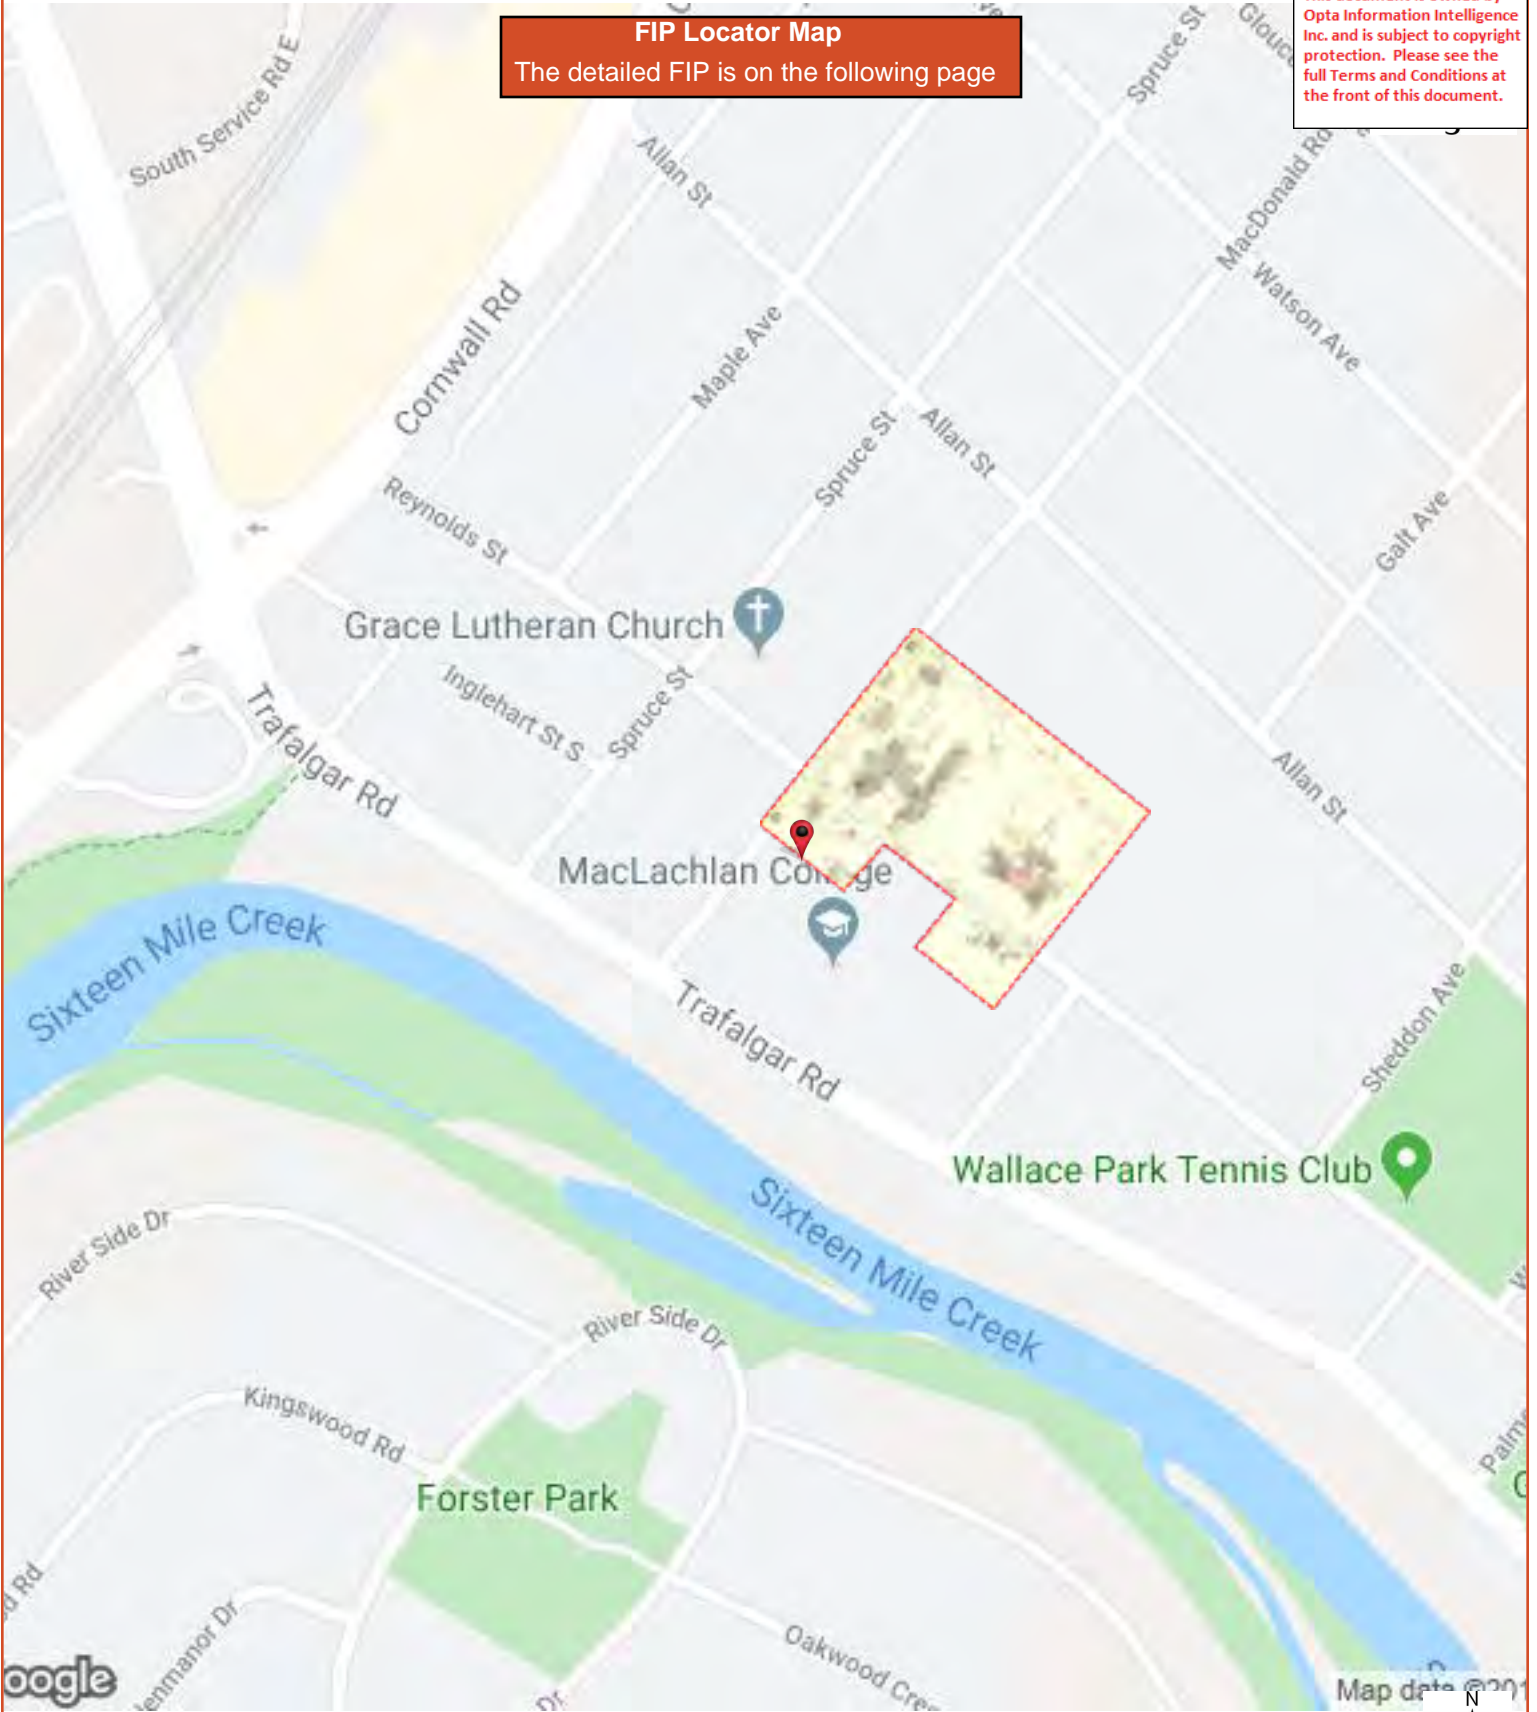 FIP Locator Map
The detailed FIP is on the following page
Opta Information Intelligence
Inc. and is subject to copyright
protection. Please see the
full Terms and Conditions at
the front of this document.
South Service Rd E
Spruce St
Allan St
MacDonald Rd
Watson Ave
Cornwall Rd
Maple Ave
Allan St
Spruce St
Reynolds St
Galt Ave
Grace Lutheran Church
Inglehart St S
Spruce St
Trafalgar Rd
Allan St
MacLachlan
Sixteen Mile Creek
Trafalgar Rd
Sheddon Ave
Wallace Park Tennis Club
Sixteen Mile Creek
River Side Dr
River Side Dr
Kingswood Rd
Forster Park
Rd
Dr
Oakwood
oogle
Dr
Map data ©201
N